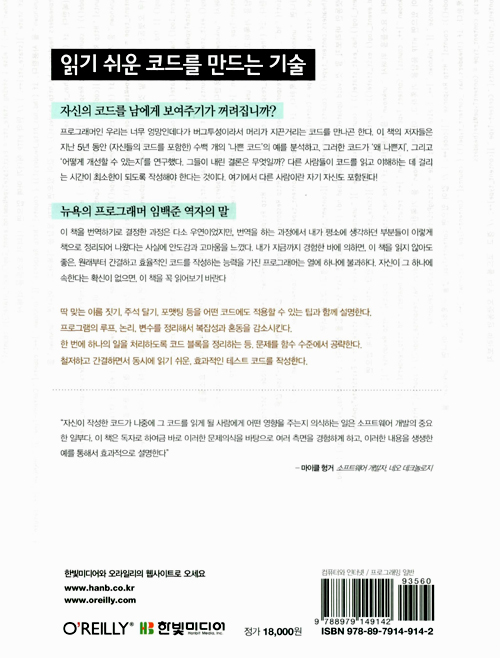 읽기 쉬운 코드를 만드는 기술
자신의 코드를 남에게 보여주기가 꺼려집니까?
프로그래머인 우리는 너무 엉망인데다가 버그투성이라서 머리가 지끈거리는 코드를 만나곤 한다. 이 책의 저자들은
지난 5년 동안 (자신들의 코드를 포함한) 수백 개의 '나쁜 코드'의 예를 분석하고, 그러한 코드가 '왜 나쁜지', 그리고
'어떻게 개선할 수 있는지'를 연구했다. 그들이 내린 결론은 무엇일까? 다른 사람들이 코드를 읽고 이해하는 데 걸리
는 시간이 최소한이 되도록 작성해야 한다는 것이다. 여기에서 다른 사람이란 자기 자신도 포함된다!
뉴욕의 프로그래머 임백준 역자의 말
이 책을 번역하기로 결정한 과정은 다소 우연이었지만, 번역을 하는 과정에서 내가 평소에 생각하던 부분들이 이렇게
책으로 정리되어 나왔다는 사실에 안도감과 고마움을 느꼈다. 내가 지금까지 경험한 바에 의하면, 이 책을 읽지 않아도
좋은, 원래부터 간결하고 효율적인 코드를 작성하는 능력을 가진 프로그래머는 열에 하나에 불과하다. 자신이 그 하나에
속한다는 확신이 없으면, 이 책을 꼭 읽어보기 바란다
딱 맞는 이름 짓기, 주석 달기, 포맷팅 등을 어떤 코드에도 적용할 수 있는 팁과 함께 설명한다.
프로그램의 루프, 논리, 변수를 정리해서 복잡성과 혼동을 감소시킨다.
한 번에 하나의 일을 처리하도록 코드 블록을 정리하는 등, 문제를 함수 수준에서 공략한다.
철저하고 간결하면서 동시에 읽기 쉬운, 효과적인 테스트 코드를 작성한다.
"자신이 작성한 코드가 나중에 그 코드를 읽게 될 사람에게 어떤 영향을 주는지 의식하는 일은 소프트웨어 개발의 중요
한 일부다. 이 책은 독자로 하여금 바로 이러한 문제의식을 바탕으로 여러 측면을 경험하게 하고, 이러한 내용을 생생한
예를 통해서 효과적으로 설명한다"
– 마이클 헝거 소프트웨어 개발자, 네오 테크놀로지
한빛미디어와 오라일리의 웹사이트로 오세요
www.hanb.co.kr
www.oreilly.com
컴퓨터와 인터넷 / 프로그래밍 일반
93560
9 788979 149142
O'REILLY® HB 한빛미디어
Hanbit Media, Inc.
정가 18,000원
ISBN 978-89-7914-914-2